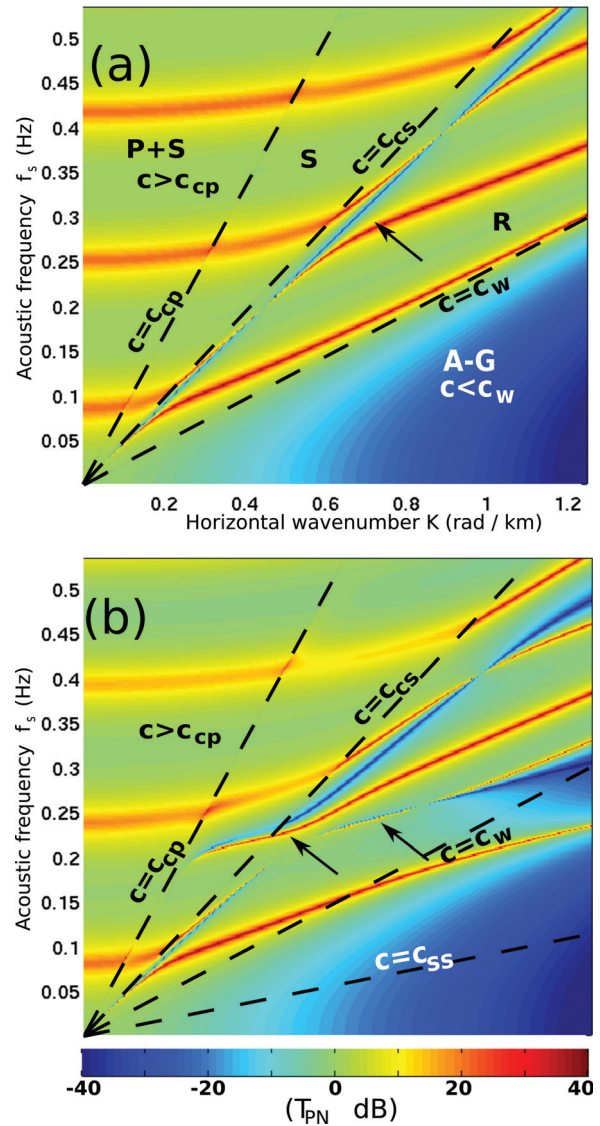 (a)
0.5
0.45
0.4
0.35
0.3
0.25
0.2
0.15
0.1
0.05
Acoustic frequency f_s (Hz)
P+S
c>c_cp
S
c=c_cs
c=c_cp
R
c=c_w
A-G
c<c_w
0.2 0.4 0.6 0.8 1 1.2
Horizontal wavenumber K (rad / km)
(b)
0.5
0.45
0.4
0.35
0.3
0.25
0.2
0.15
0.1
0.05
Acoustic frequency f_s (Hz)
c>c_cp
c=c_cs
c=c_cp
c=c_w
c=c_ss
-40 -20 0 20 40
(T_PN dB)